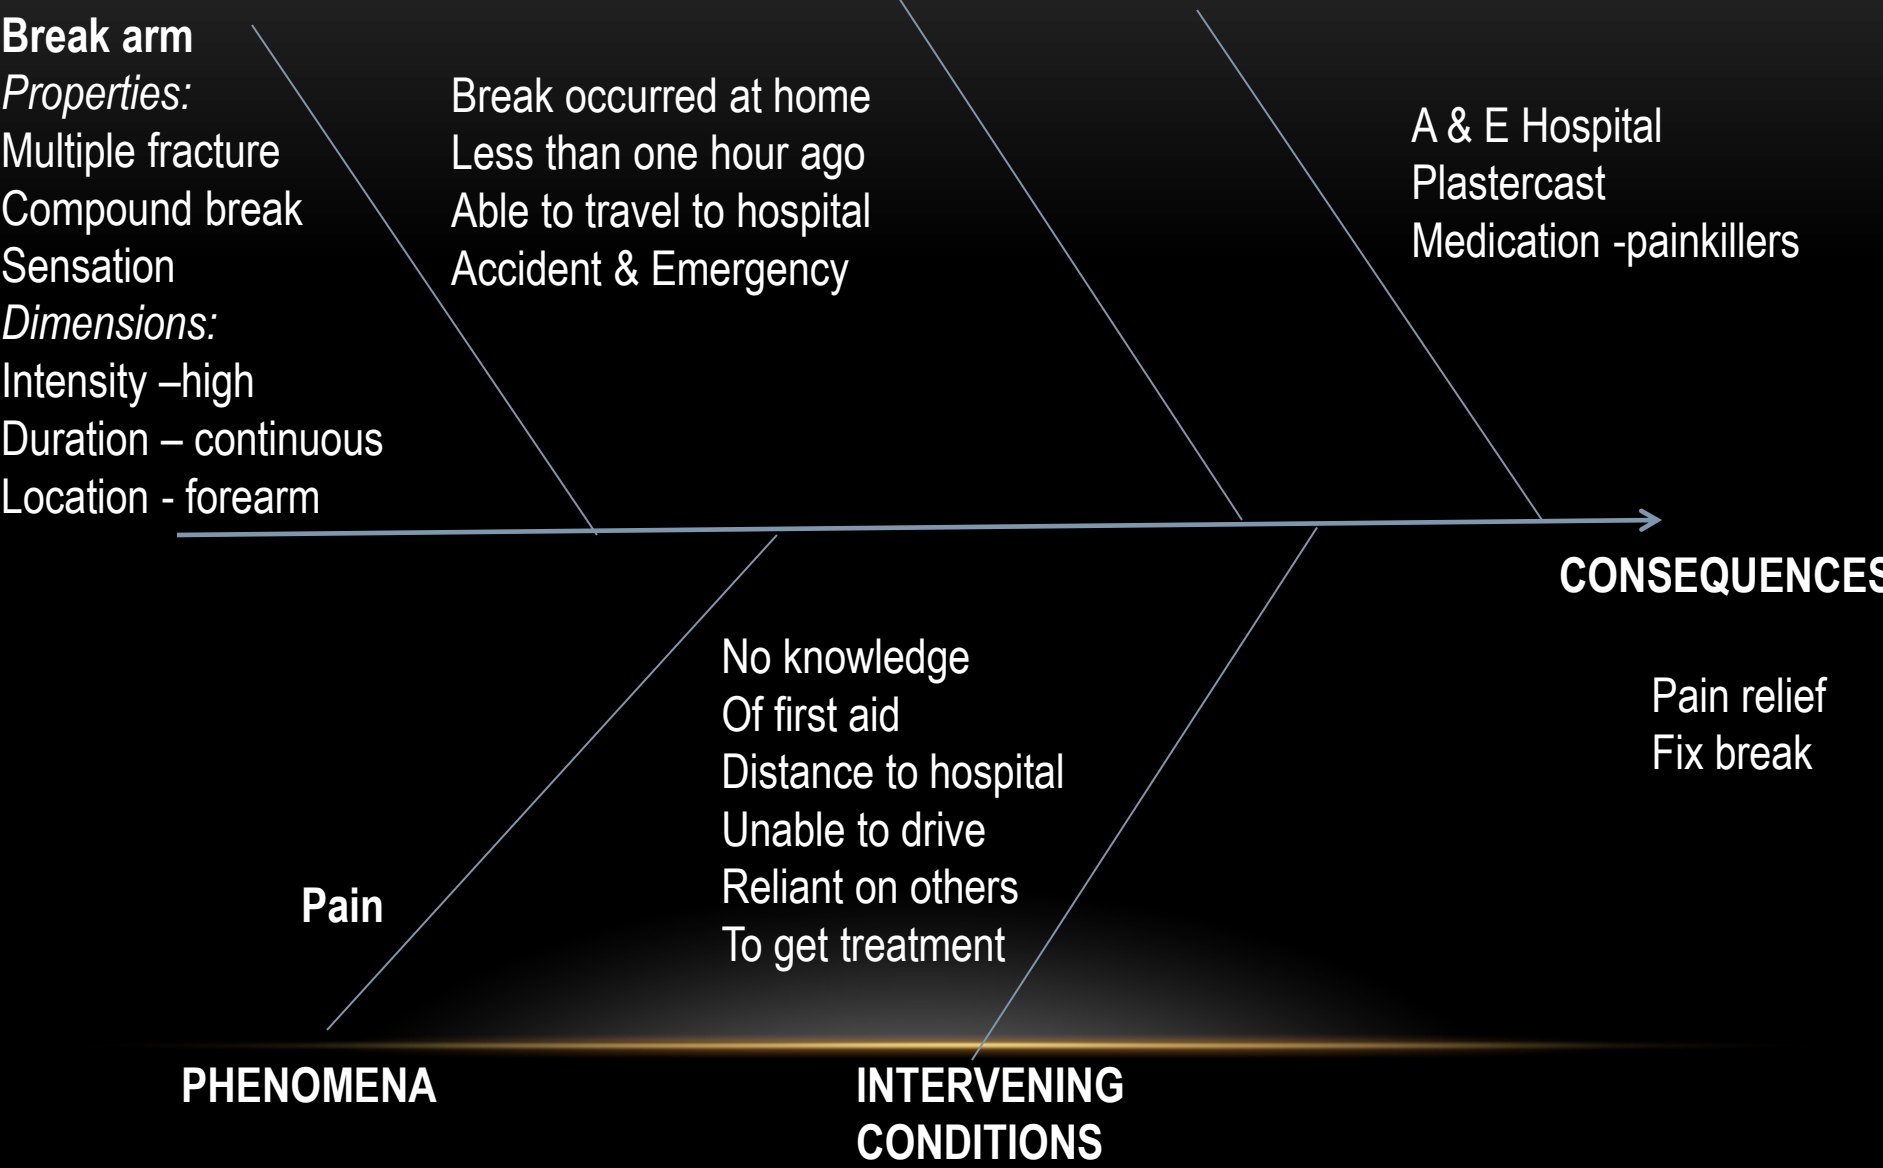 Break arm
Properties:
Multiple fracture
Compound break
Sensation
Dimensions:
Intensity –high
Duration – continuous
Location - forearm
Break occurred at home
Less than one hour ago
Able to travel to hospital
Accident & Emergency
A & E Hospital
Plastercast
Medication -painkillers
Pain
PHENOMENA
No knowledge
Of first aid
Distance to hospital
Unable to drive
Reliant on others
To get treatment
INTERVENING
CONDITIONS
CONSEQUENCES
Pain relief
Fix break